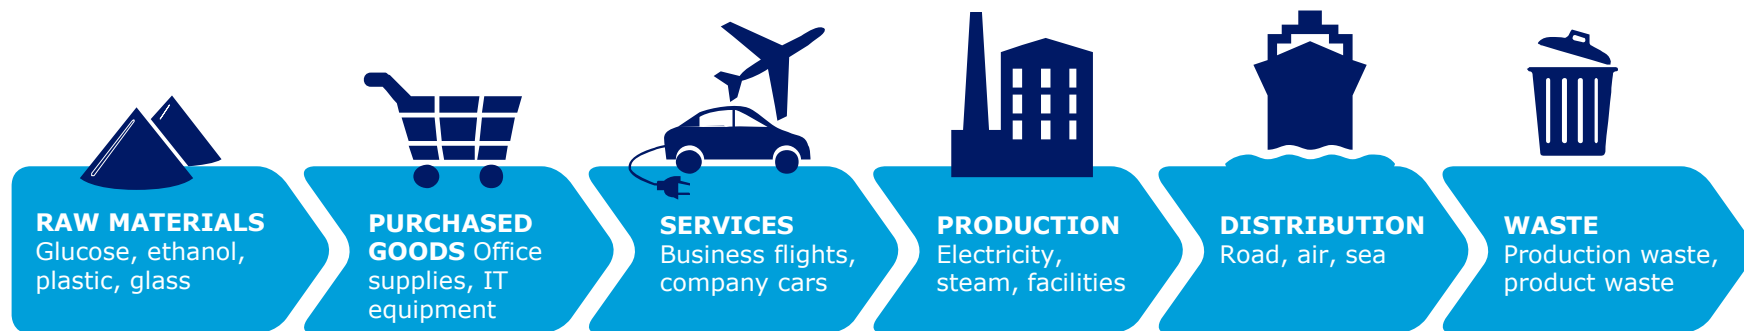 RAW MATERIALS
Glucose, ethanol,
plastic, glass
PURCHASED
GOODS Office
supplies, IT
equipment
SERVICES
Business flights,
company cars
PRODUCTION
Electricity,
steam, facilities
DISTRIBUTION
Road, air, sea
WASTE
Production waste,
product waste